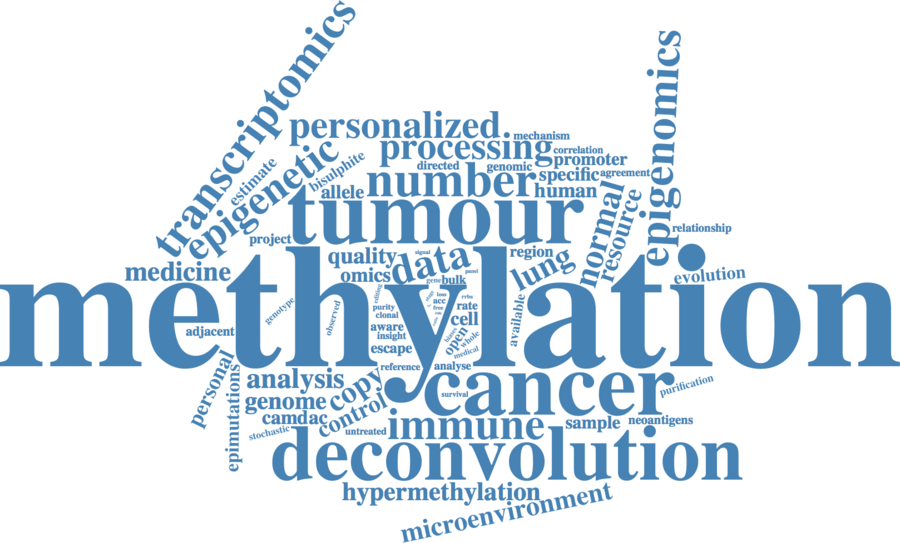 transcriptomics
personalized
mechanism
epigenomics
processing
correlation
epigenetic
bisulphite
directed
genomic
promoter
estimate
allele
number
specific
agreement
human
tumour
normal
resource
relationship
project
quality
signal
data
region
lung
medicine
omics
gene
bulk
panel
evolution
methylation
genotype
observed
editing
purity
clonal
loss
acc
free
rrbs
rate
cell
available
adjacent
aware
insight
open
whole
escape
medical
reference
analyse
personal
epimutations
analysis
copy
survival
cancer
purification
genome
camdac
control
stochastic
untreated
immune
sample
neoantigens
deconvolution
hypermethylation
microenvironment